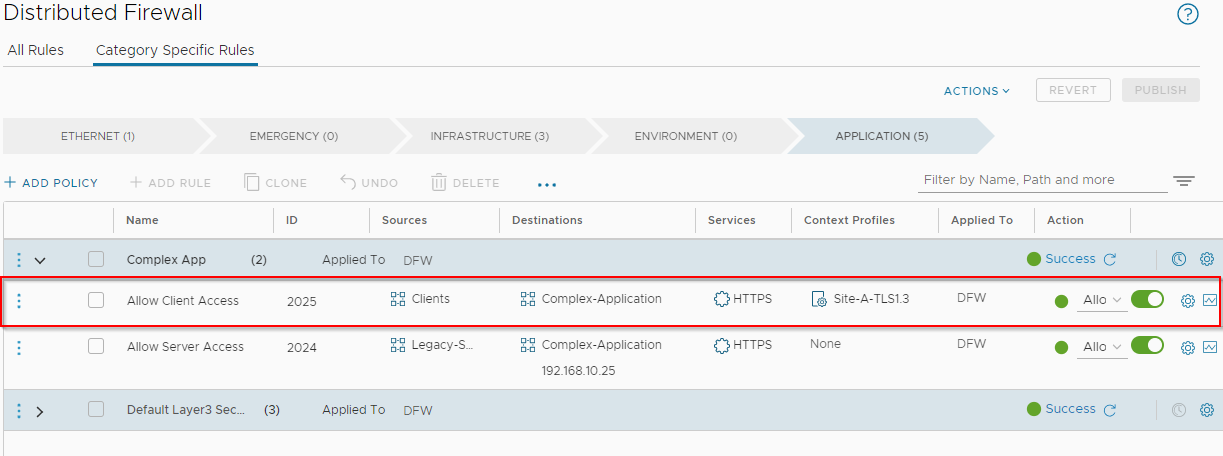 Distributed Firewall
All Rules Category Specific Rules
ACTIONS REVERT PUBLISH
ETHERNET (1) EMERGENCY (0) INFRASTRUCTURE (3) ENVIRONMENT (0) APPLICATION (5)
+ ADD POLICY + ADD RULE CLONE UNDO DELETE ... Filter by Name, Path and more
Name ID Sources Destinations Services Context Profiles Applied To Action
Complex App (2) Applied To DFW Success
Allow Client Access 2025 Clients Complex-Application HTTPS Site-A-TLS1.3 DFW Allo
Allow Server Access 2024 Legacy-S... Complex-Application HTTPS None DFW Allo
192.168.10.25
Default Layer3 Sec... (3) Applied To DFW Success